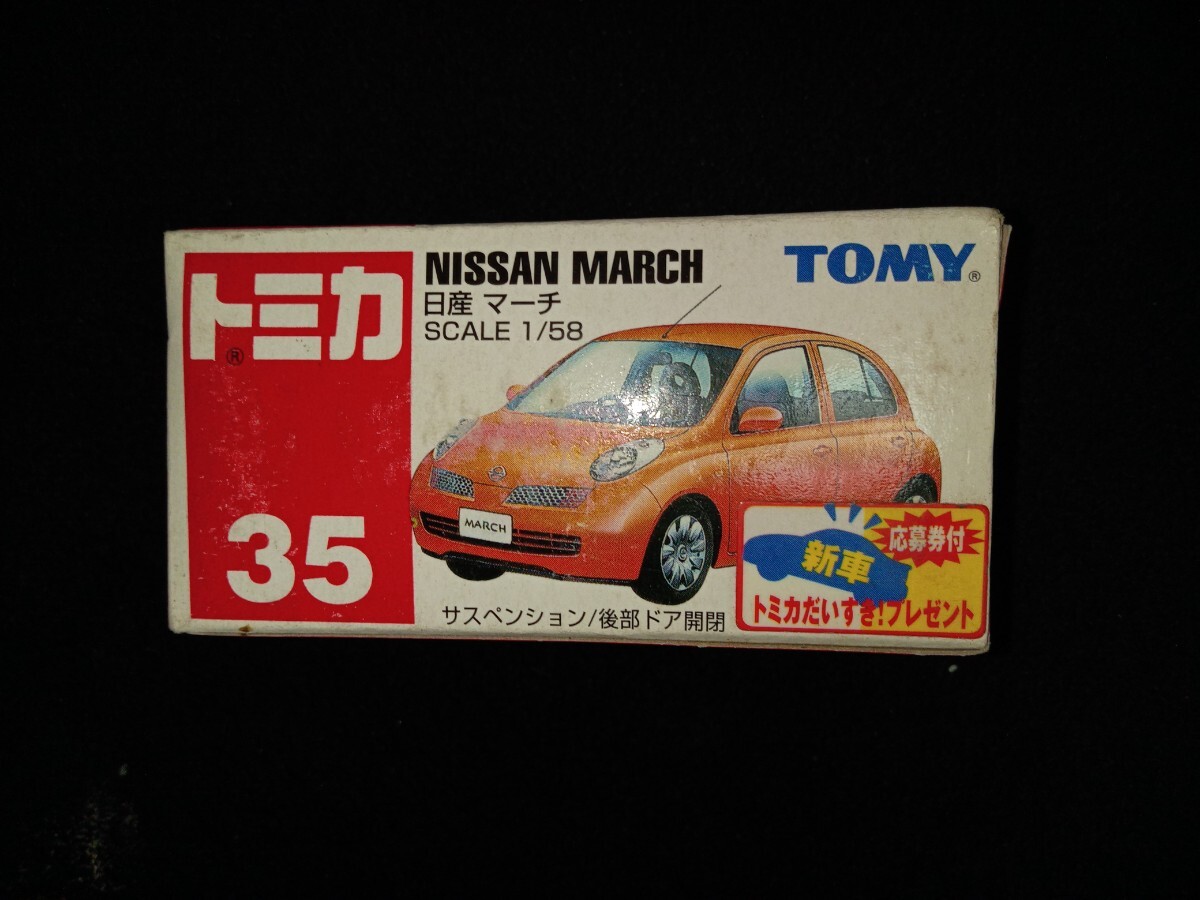 トミカ
®
35
NISSAN MARCH
日産 マーチ
SCALE 1/58
TOMY®
MARCH
サスペンション/後部ドア開閉
新車
応募券付
トミカだいすき!プレゼント